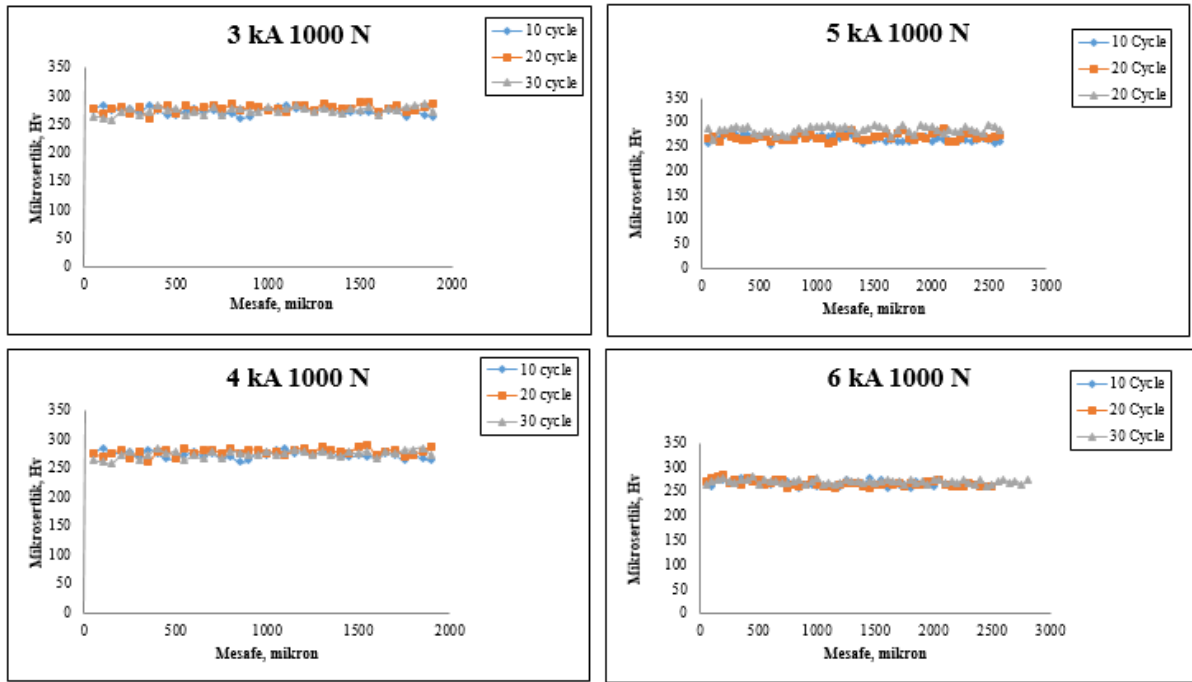 3 kA 1000 N
10 cycle
20 cycle
30 cycle
350
300
250
200
150
100
50
0
Mikrosertlik, Hv
0 500 1000 1500 2000
Mesafe, mikron
5 kA 1000 N
10 Cycle
20 Cycle
20 Cycle
350
300
250
200
150
100
50
0
Mikrosertlik, Hv
0 500 1000 1500 2000 2500 3000
Mesafe, mikron
4 kA 1000 N
10 cycle
20 cycle
30 cycle
350
300
250
200
150
100
50
0
Mikrosertlik, Hv
0 500 1000 1500 2000
Mesafe, mikron
6 kA 1000 N
10 Cycle
20 Cycle
30 Cycle
350
300
250
200
150
100
50
0
Mikrosertlik, Hv
0 500 1000 1500 2000 2500 3000
Mesafe, mikron